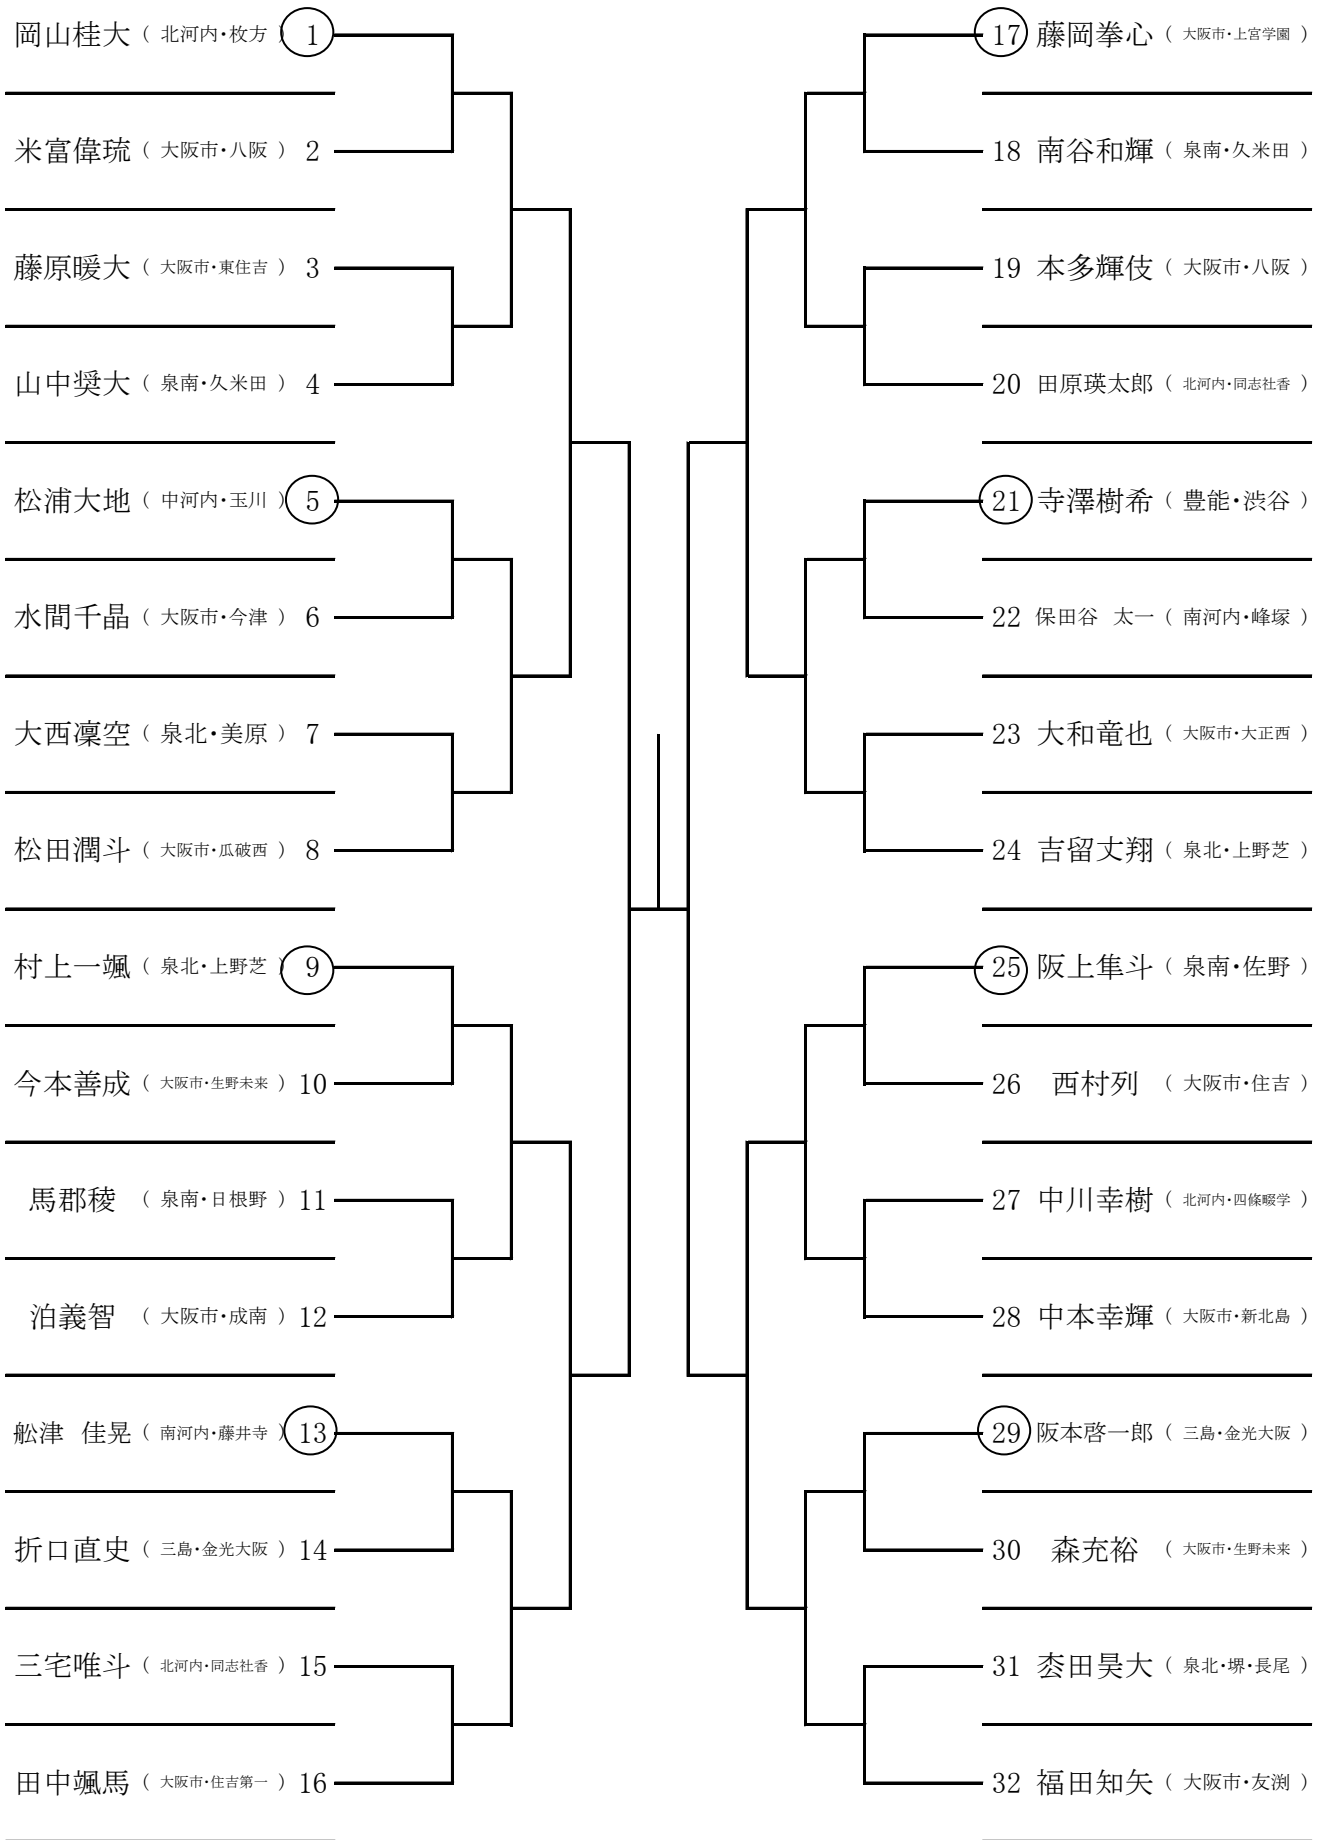 岡山桂大 ( 北河内・枚方 ) 1
米富偉琉 ( 大阪市・八阪 ) 2
藤原暖大 ( 大阪市・東住吉 ) 3
山中奨大 ( 泉南・久米田 ) 4
松浦大地 ( 中河内・玉川 ) 5
水間千晶 ( 大阪市・今津 ) 6
大西凜空 ( 泉北・美原 ) 7
松田潤斗 ( 大阪市・瓜破西 ) 8
村上一颯 ( 泉北・上野芝 ) 9
今本善成 ( 大阪市・生野未来 ) 10
馬郡稜 ( 泉南・日根野 ) 11
泊義智 ( 大阪市・成南 ) 12
舩津 佳晃 ( 南河内・藤井寺 ) 13
折口直史 ( 三島・金光大阪 ) 14
三宅唯斗 ( 北河内・同志社香 ) 15
田中颯馬 ( 大阪市・住吉第一 ) 16
17 藤岡拳心 ( 大阪市・上宮学園 )
18 南谷和輝 ( 泉南・久米田 )
19 本多輝伎 ( 大阪市・八阪 )
20 田原瑛太郎 ( 北河内・同志社香 )
21 寺澤樹希 ( 豊能・渋谷 )
22 保田谷 太一 ( 南河内・峰塚 )
23 大和竜也 ( 大阪市・大正西 )
24 吉留丈翔 ( 泉北・上野芝 )
25 阪上隼斗 ( 泉南・佐野 )
26 西村列 ( 大阪市・住吉 )
27 中川幸樹 ( 北河内・四條畷学 )
28 中本幸輝 ( 大阪市・新北島 )
29 阪本啓一郎 ( 三島・金光大阪 )
30 森充裕 ( 大阪市・生野未来 )
31 枩田昊大 ( 泉北・堺・長尾 )
32 福田知矢 ( 大阪市・友渕 )